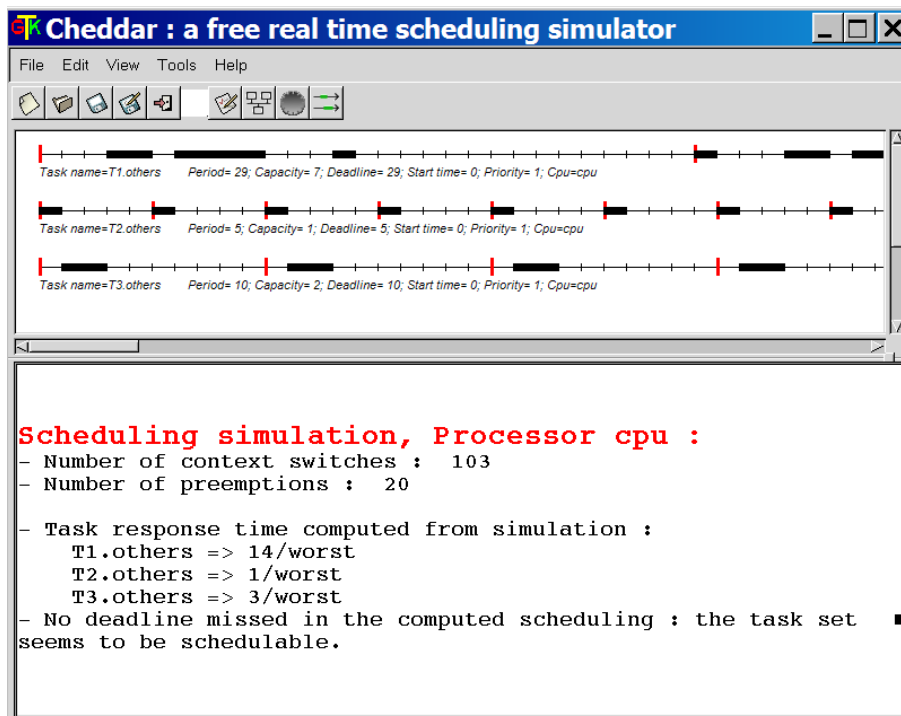 GTK Cheddar : a free real time scheduling simulator
File Edit View Tools Help
Task name=T1.others Period= 29; Capacity= 7; Deadline= 29; Start time= 0; Priority= 1; Cpu=cpu
Task name=T2.others Period= 5; Capacity= 1; Deadline= 5; Start time= 0; Priority= 1; Cpu=cpu
Task name=T3.others Period= 10; Capacity= 2; Deadline= 10; Start time= 0; Priority= 1; Cpu=cpu
Scheduling simulation, Processor cpu :
- Number of context switches : 103
- Number of preemptions : 20
- Task response time computed from simulation :
T1.others => 14/worst
T2.others => 1/worst
T3.others => 3/worst
- No deadline missed in the computed scheduling : the task set
seems to be schedulable.